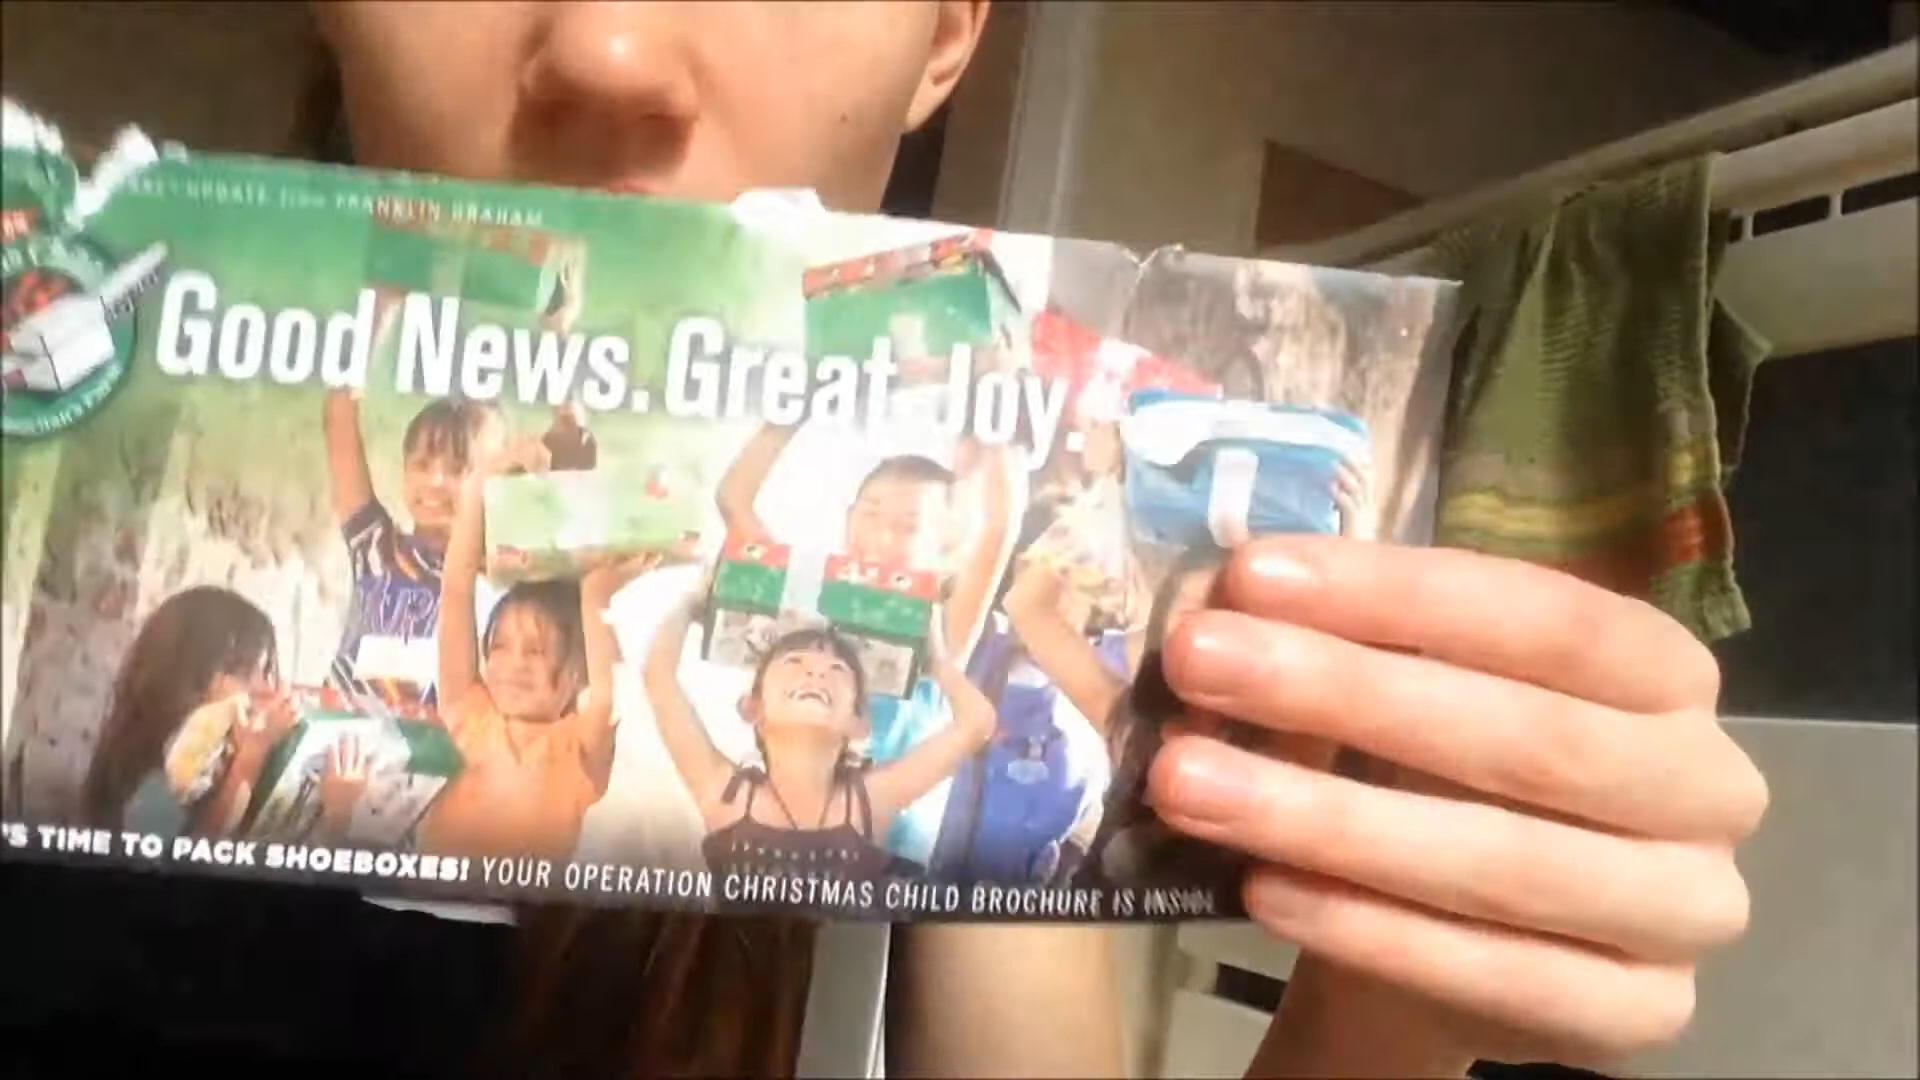 UPDATE from FRANKLIN GRAHAM
Good News. Great Joy.
'S TIME TO PACK SHOEBOXES! YOUR OPERATION CHRISTMAS CHILD BROCHURE IS INSIDE